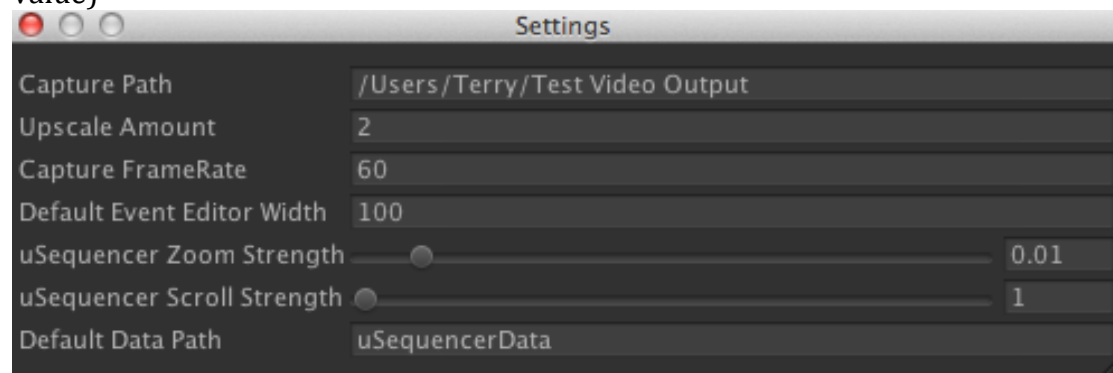 value)
Settings
Capture Path /Users/Terry/Test Video Output
Upscale Amount 2
Capture FrameRate 60
Default Event Editor Width 100
uSequencer Zoom Strength 0.01
uSequencer Scroll Strength 1
Default Data Path uSequencerData